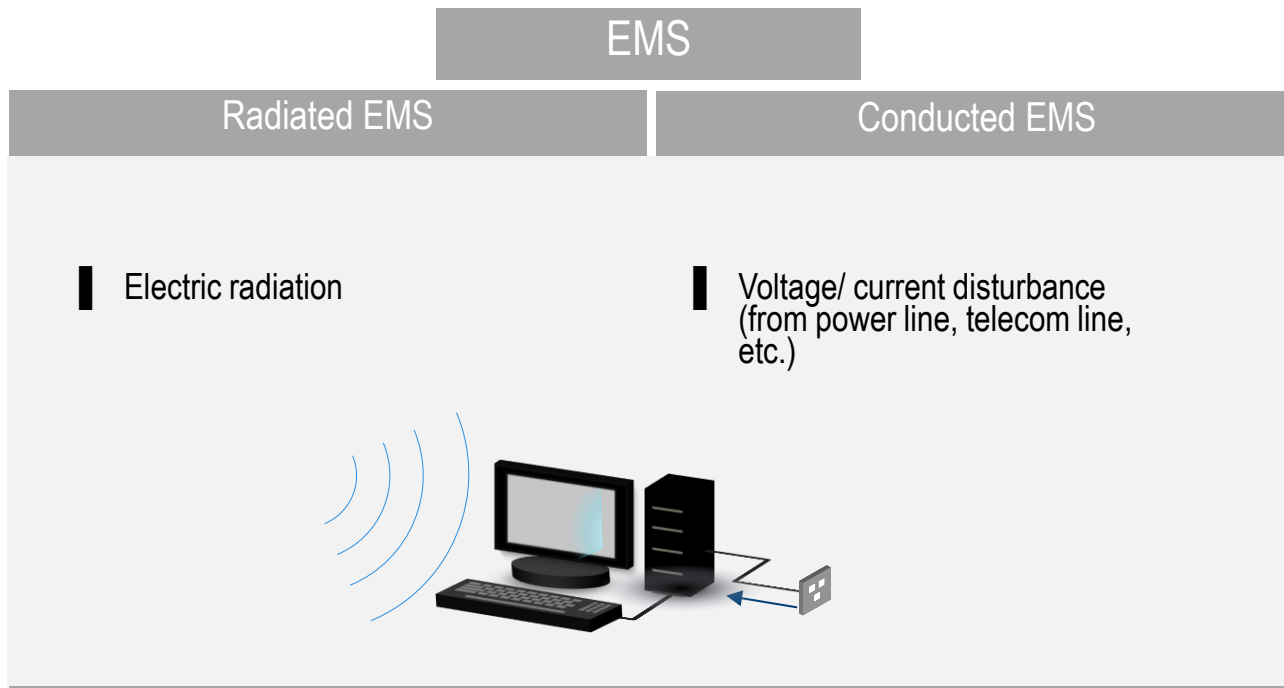 EMS
Radiated EMS
Conducted EMS
Electric radiation
Voltage/ current disturbance
(from power line, telecom line,
etc.)